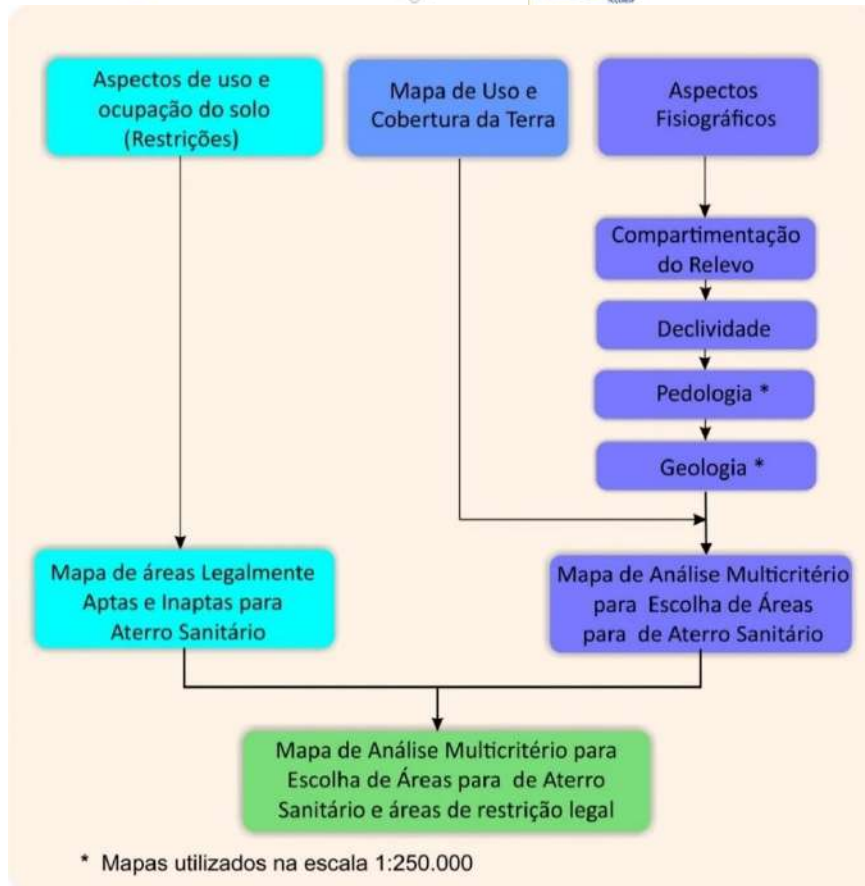 Aspectos de uso e
ocupação do solo
(Restrições)
Mapa de Uso e
Cobertura da Terra
Aspectos
Fisiográficos
Compartimentação
do Relevo
Declividade
Pedologia *
Geologia *
Mapa de áreas Legalmente
Aptas e Inaptas para
Aterro Sanitário
Mapa de Análise Multicritério
para Escolha de Áreas
para de Aterro Sanitário
Mapa de Análise Multicritério para
Escolha de Áreas para de Aterro
Sanitário e áreas de restrição legal
* Mapas utilizados na escala 1:250.000